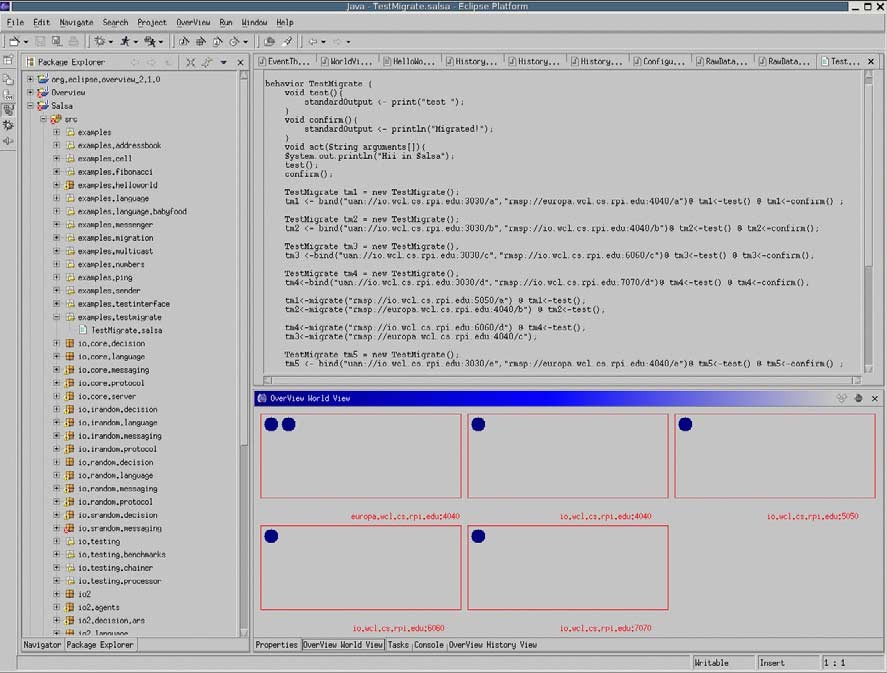 Java - TestMigrate.salsa - Eclipse Platform
File Edit Navigate Search Project OverView Run Window Help
Package Explorer
org.eclipse.overview_2.1.0
Overview
Salsa
src
examples
examples.addressbook
examples.cell
examples.fibonacci
examples.helloworld
examples.language
examples.language.babyfood
examples.messenger
examples.migration
examples.multicast
examples.numbers
examples.ping
examples.sender
examples.testinterface
examples.testmigrate
TestMigrate.salsa
io.core.decision
io.core.language
io.core.messaging
io.core.protocol
io.core.server
io.irandom.decision
io.irandom.language
io.irandom.messaging
io.irandom.protocol
io.random.decision
io.random.language
io.random.messaging
io.random.protocol
io.srandom.decision
io.srandom.messaging
io.testing
io.testing.benchmarks
io.testing.chainer
io.testing.processor
io2
io2.agents
io2.decision.ars
io2.language
Navigator Package Explorer
EventTh... WorldVi... HelloWo... History... History... History... Configu... RawData... RawData... Test...
behavior TestMigrate {
void test(){
standardOutput <- print("test ");
}
void confirm(){
standardOutput <- println("Migrated!");
}
void act(String arguments[]){
System.out.println("Hii in Salsa");
test();
confirm();
TestMigrate tm1 = new TestMigrate();
tm1 <- bind("uan://io.wcl.cs.rpi.edu:3030/a","rmsp://europa.wcl.cs.rpi.edu:4040/a")@ tm1<-test() @ tm1<-confirm() ;
TestMigrate tm2 = new TestMigrate();
tm2 <- bind("uan://io.wcl.cs.rpi.edu:3030/b","rmsp://io.wcl.cs.rpi.edu:4040/b")@ tm2<-test() @ tm2<-confirm();
TestMigrate tm3 = new TestMigrate();
tm3 <-bind("uan://io.wcl.cs.rpi.edu:3030/c","rmsp://io.wcl.cs.rpi.edu:6060/c")@ tm3<-test() @ tm3<-confirm();
TestMigrate tm4 = new TestMigrate();
tm4<-bind("uan://io.wcl.cs.rpi.edu:3030/d","rmsp://io.wcl.cs.rpi.edu:7070/d")@ tm4<-test() @ tm4<-confirm();
tm1<-migrate("rmsp://io.wcl.cs.rpi.edu:5050/a") @ tm1<-test();
tm2<-migrate("rmsp://europa.wcl.cs.rpi.edu:4040/b") @ tm2<-test();
tm4<-migrate("rmsp://io.wcl.cs.rpi.edu:6060/d") @ tm4<-test();
tm3<-migrate("rmsp://europa.wcl.cs.rpi.edu:4040/c");
TestMigrate tm5 = new TestMigrate();
tm5 <- bind("uan://io.wcl.cs.rpi.edu:3030/e","rmsp://europa.wcl.cs.rpi.edu:4040/e")@ tm5<-test() @ tm5<-confirm() ;
OverView World View
europa.wcl.cs.rpi.edu:4040
io.wcl.cs.rpi.edu:4040
io.wcl.cs.rpi.edu:5050
io.wcl.cs.rpi.edu:6060
io.wcl.cs.rpi.edu:7070
Properties OverView World View Tasks Console OverView History View
Writable Insert 1 : 1